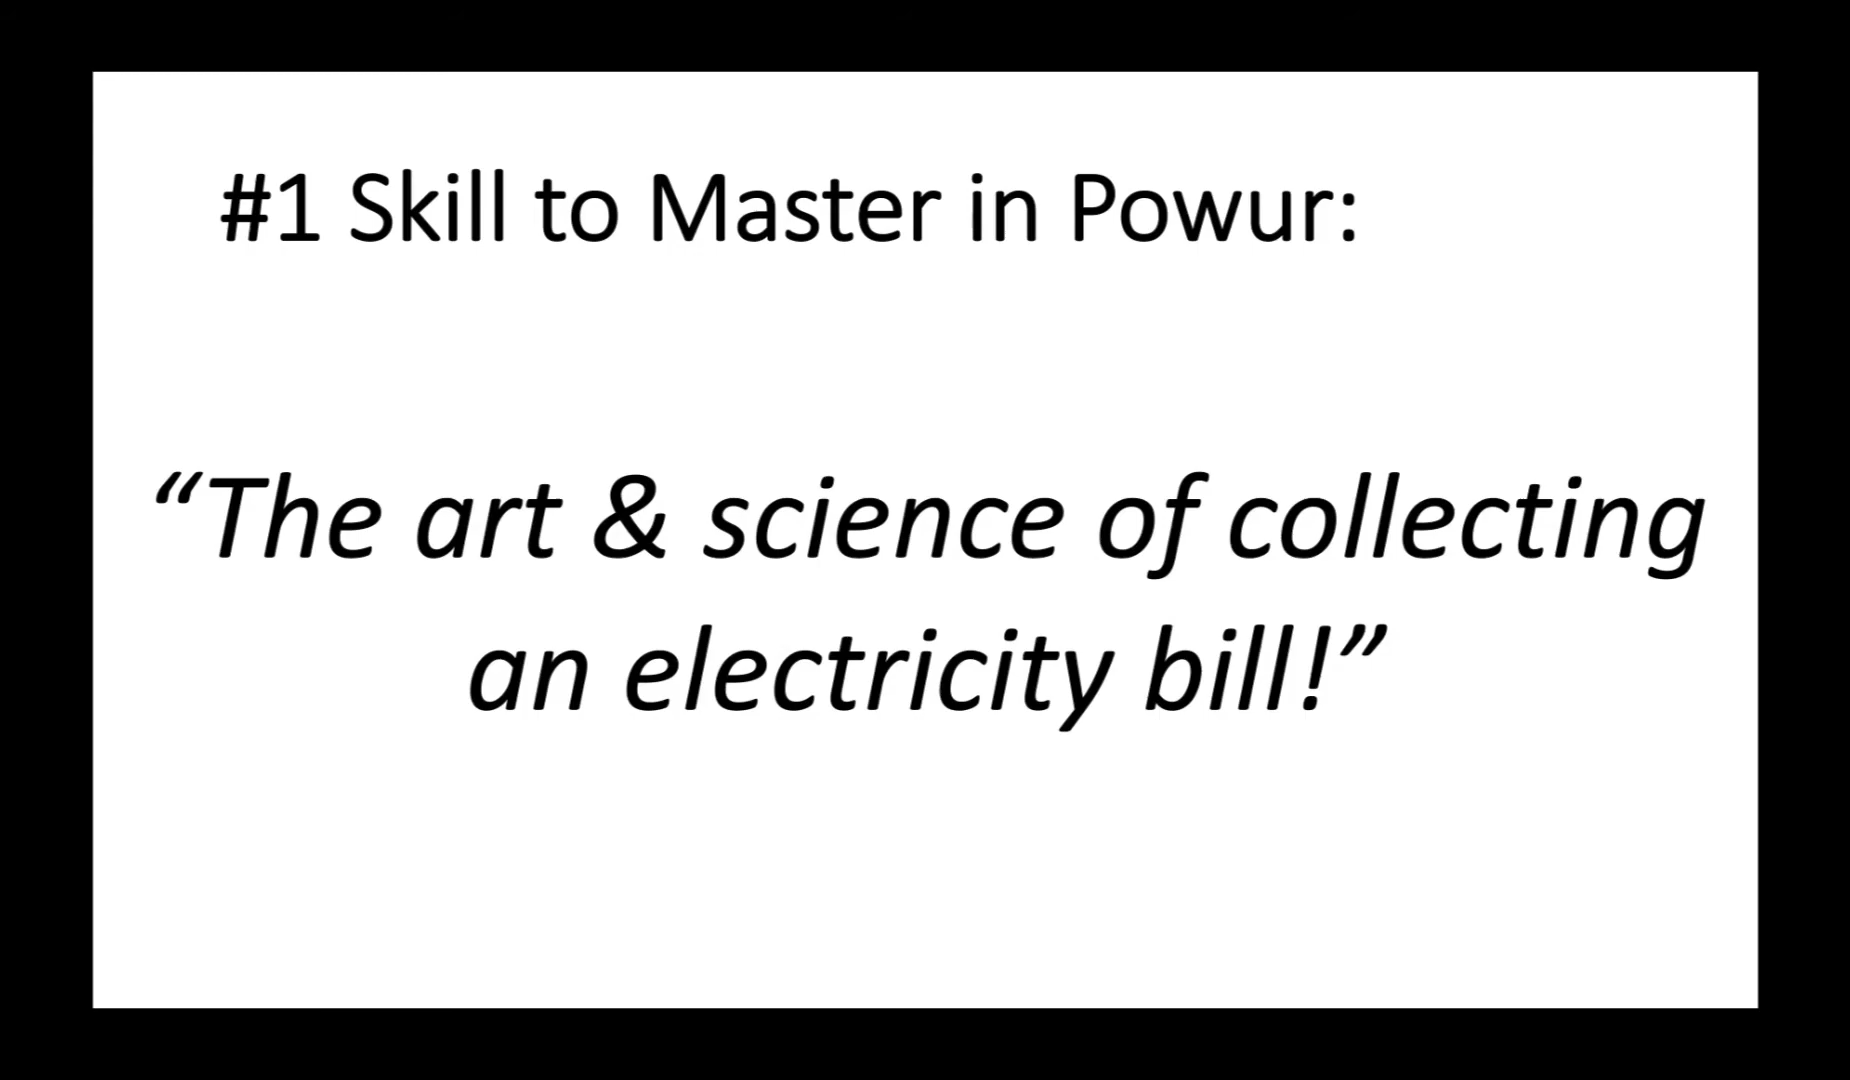 #1 Skill to Master in Powur:
“The art & science of collecting
an electricity bill!”